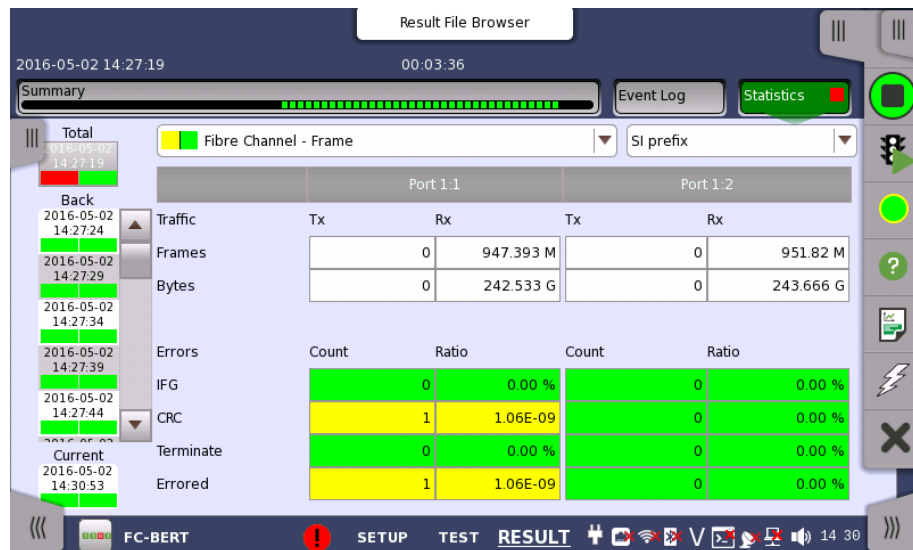 Result File Browser
2016-05-02 14:27:19
00:03:36
Summary
Event Log
Statistics
Total
2016-05-02
14:27:19
Back
2016-05-02
14:27:24
2016-05-02
14:27:29
2016-05-02
14:27:34
2016-05-02
14:27:39
2016-05-02
14:27:44
Current
2016-05-02
14:30:53
Fibre Channel - Frame
SI prefix
Port 1:1 Port 1:2
Traffic Tx Rx Tx Rx
Frames 0 947.393 M 0 951.82 M
Bytes 0 242.533 G 0 243.666 G
Errors Count Ratio Count Ratio
IFG 0 0.00 % 0 0.00 %
CRC 1 1.06E-09 0 0.00 %
Terminate 0 0.00 % 0 0.00 %
Errored 1 1.06E-09 0 0.00 %
FC-BERT SETUP TEST RESULT 14 30